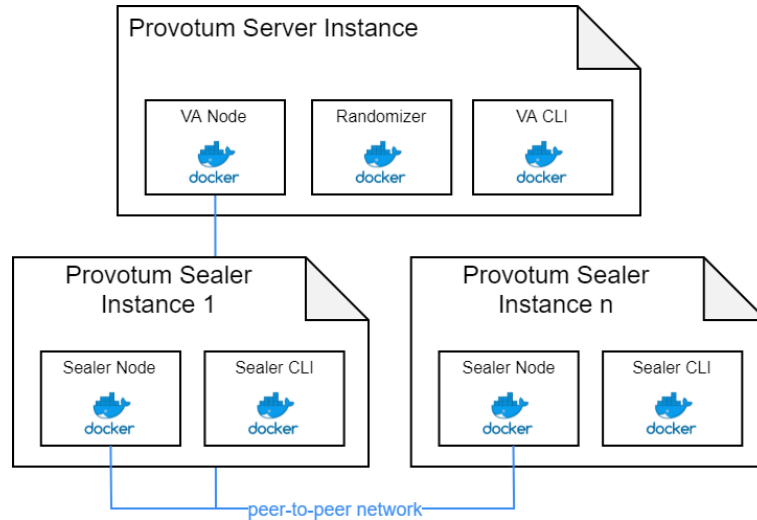 Provotum Server Instance
VA Node
Randomizer
VA CLI
docker
docker
docker
Provotum Sealer
Instance 1
Sealer Node
Sealer CLI
docker
docker
Provotum Sealer
Instance n
Sealer Node
Sealer CLI
docker
docker
peer-to-peer network